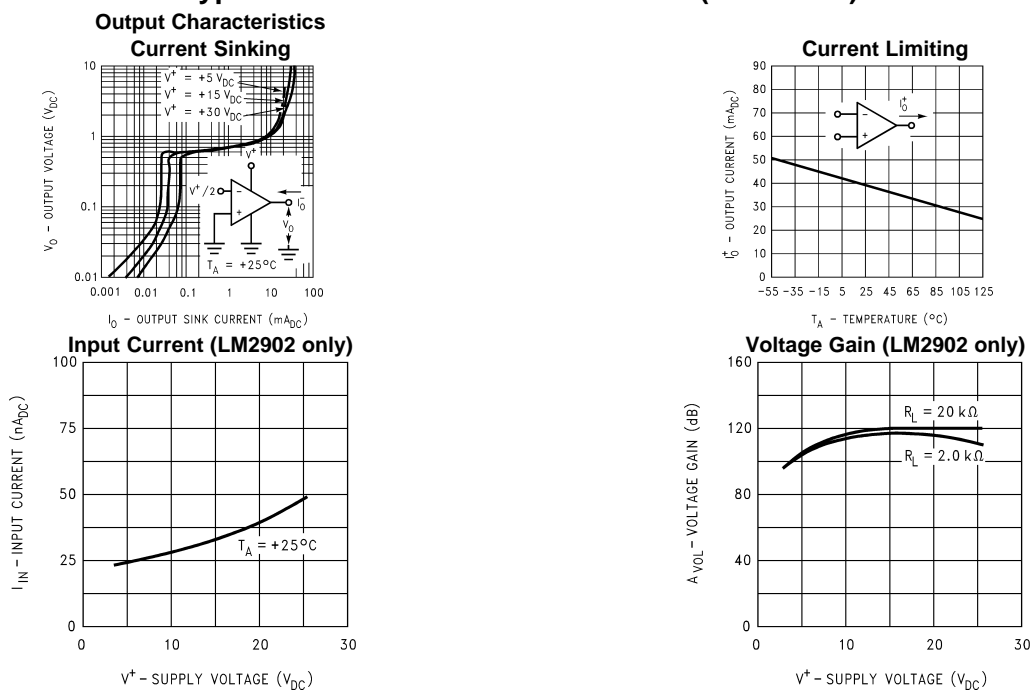 Output Characteristics
Current Sinking
V+ = +5 VDC
V+ = +15 VDC
V+ = +30 VDC
10
1
0.1
0.01
VO – OUTPUT VOLTAGE (VDC)
V+
V+/2
−
+
IO−
VO
TA = +25°C
0.001 0.01 0.1 1 10 100
IO – OUTPUT SINK CURRENT (mADC)
Current Limiting
90
80
70
60
50
40
30
20
10
0
IO+ – OUTPUT CURRENT (mADC)
−
+
IO+
−55 −35 −15 5 25 45 65 85 105 125
TA – TEMPERATURE (°C)
Input Current (LM2902 only)
100
75
50
25
0
IIN – INPUT CURRENT (nADC)
TA = +25°C
0 10 20 30
V+ – SUPPLY VOLTAGE (VDC)
Voltage Gain (LM2902 only)
160
120
80
40
0
AVOL – VOLTAGE GAIN (dB)
RL = 20 kΩ
RL = 2.0 kΩ
0 10 20 30
V+ – SUPPLY VOLTAGE (VDC)